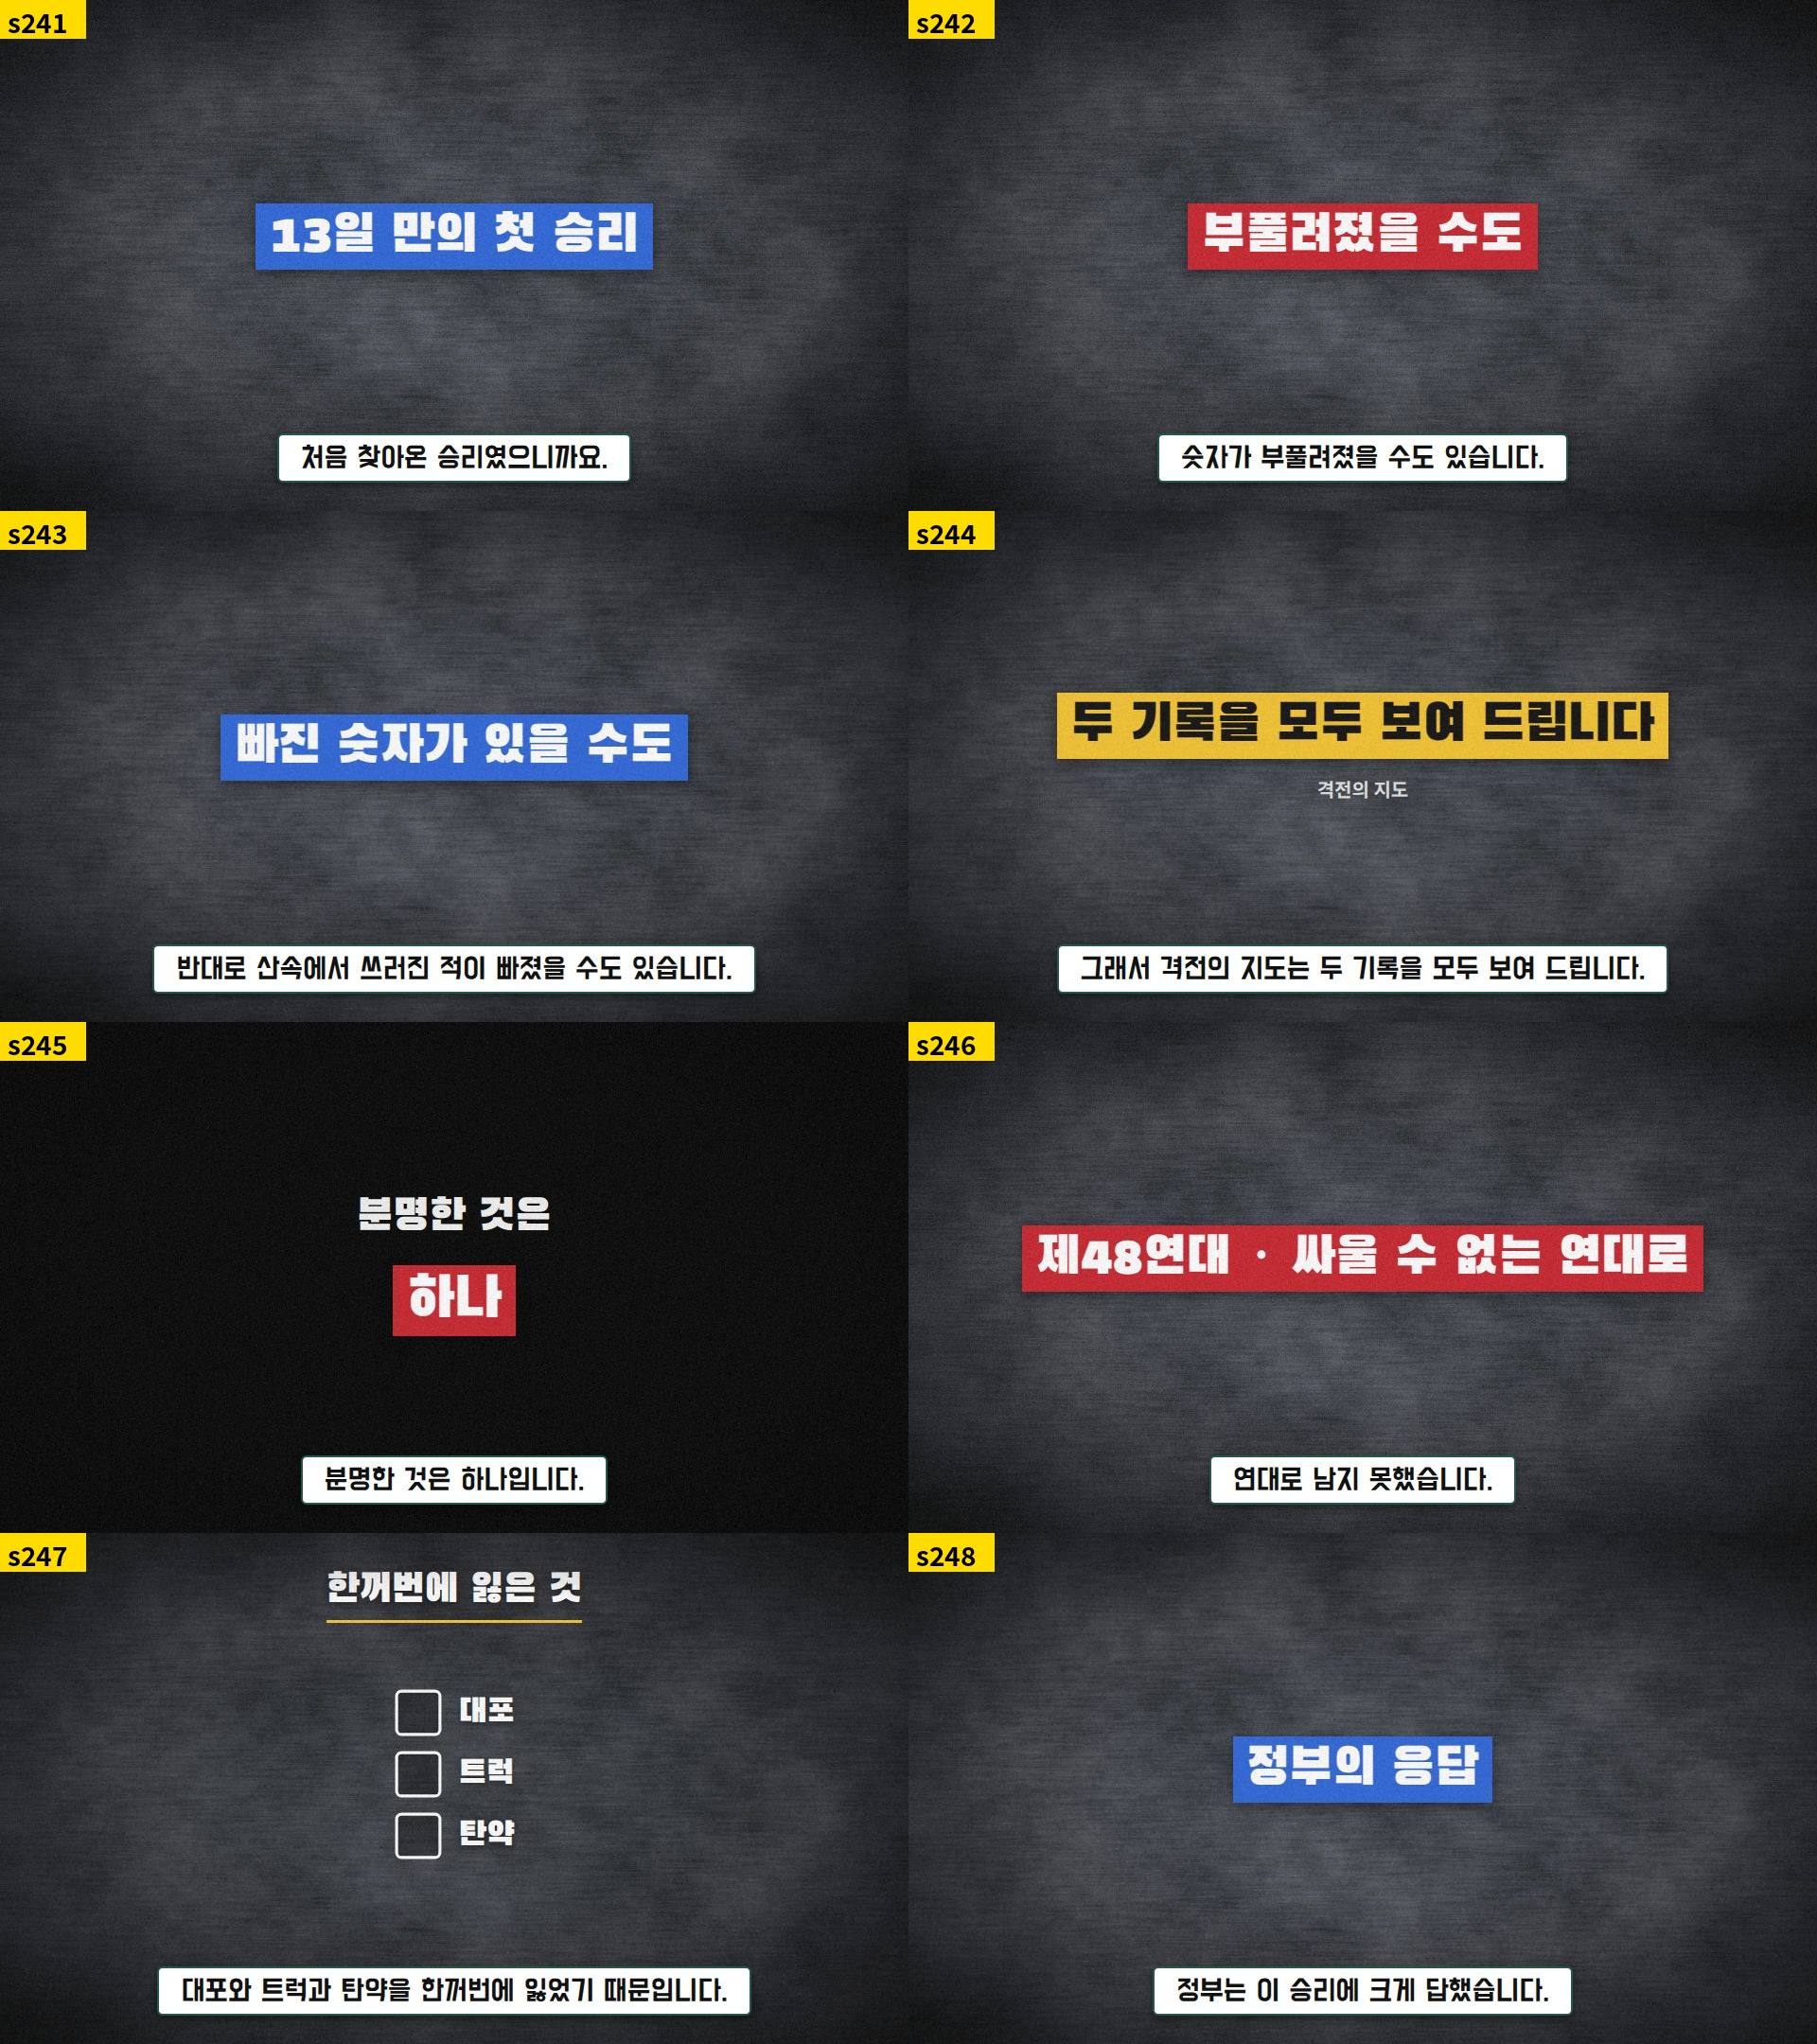 s241
13일 만의 첫 승리
처음 찾아온 승리였으니까요.
s242
부풀려졌을 수도
숫자가 부풀려졌을 수도 있습니다.
s243
빠진 숫자가 있을 수도
반대로 산속에서 쓰러진 적이 빠졌을 수도 있습니다.
s244
두 기록을 모두 보여 드립니다
격전의 지도
그래서 격전의 지도는 두 기록을 모두 보여 드립니다.
s245
분명한 것은
하나
분명한 것은 하나입니다.
s246
제48연대 · 싸울 수 없는 연대로
연대로 남지 못했습니다.
s247
한꺼번에 잃은 것
대포
트럭
탄약
대포와 트럭과 탄약을 한꺼번에 잃었기 때문입니다.
s248
정부의 응답
정부는 이 승리에 크게 답했습니다.